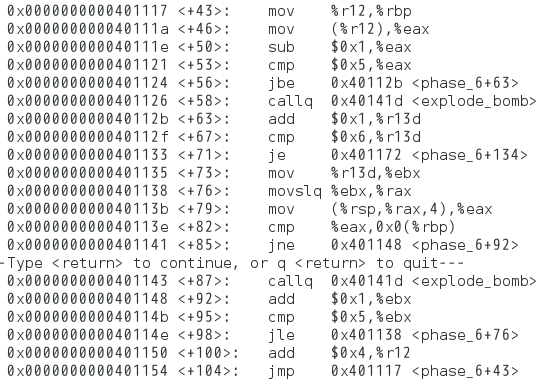 0x0000000000401117 <+43>: mov %r12,%rbp
0x000000000040111a <+46>: mov (%r12),%eax
0x000000000040111e <+50>: sub $0x1,%eax
0x0000000000401121 <+53>: cmp $0x5,%eax
0x0000000000401124 <+56>: jbe 0x40112b <phase_6+63>
0x0000000000401126 <+58>: callq 0x40141d <explode_bomb>
0x000000000040112b <+63>: add $0x1,%r13d
0x000000000040112f <+67>: cmp $0x6,%r13d
0x0000000000401133 <+71>: je 0x401172 <phase_6+134>
0x0000000000401135 <+73>: mov %r13d,%ebx
0x0000000000401138 <+76>: movslq %ebx,%rax
0x000000000040113b <+79>: mov (%rsp,%rax,4),%eax
0x000000000040113e <+82>: cmp %eax,0x0(%rbp)
0x0000000000401141 <+85>: jne 0x401148 <phase_6+92>
-Type <return> to continue, or q <return> to quit---
0x0000000000401143 <+87>: callq 0x40141d <explode_bomb>
0x0000000000401148 <+92>: add $0x1,%ebx
0x000000000040114b <+95>: cmp $0x5,%ebx
0x000000000040114e <+98>: jle 0x401138 <phase_6+76>
0x0000000000401150 <+100>: add $0x4,%r12
0x0000000000401154 <+104>: jmp 0x401117 <phase_6+43>